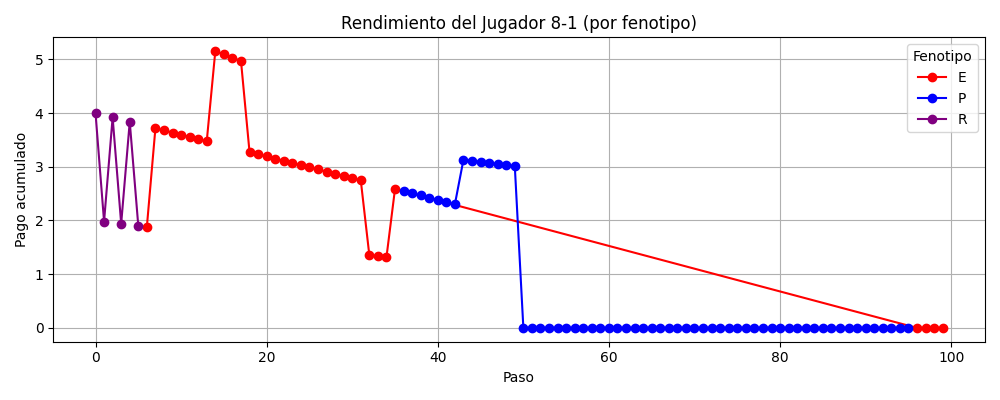 Rendimiento del Jugador 8-1 (por fenotipo)
Pago acumulado
5
4
3
2
1
0
Fenotipo
E
P
R
0 20 40 60 80 100
Paso